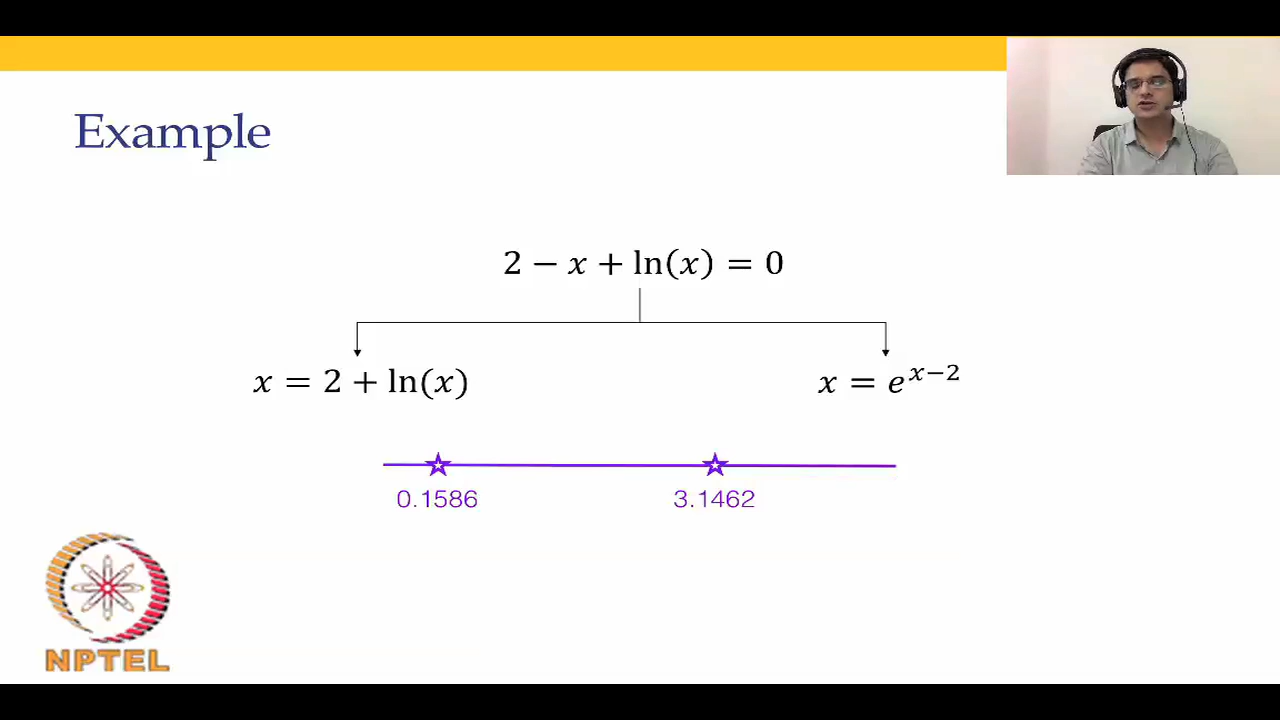 Example
2 − x + ln(x) = 0
x = 2 + ln(x)
x = e^{x−2}
0.1586
3.1462
NPTEL